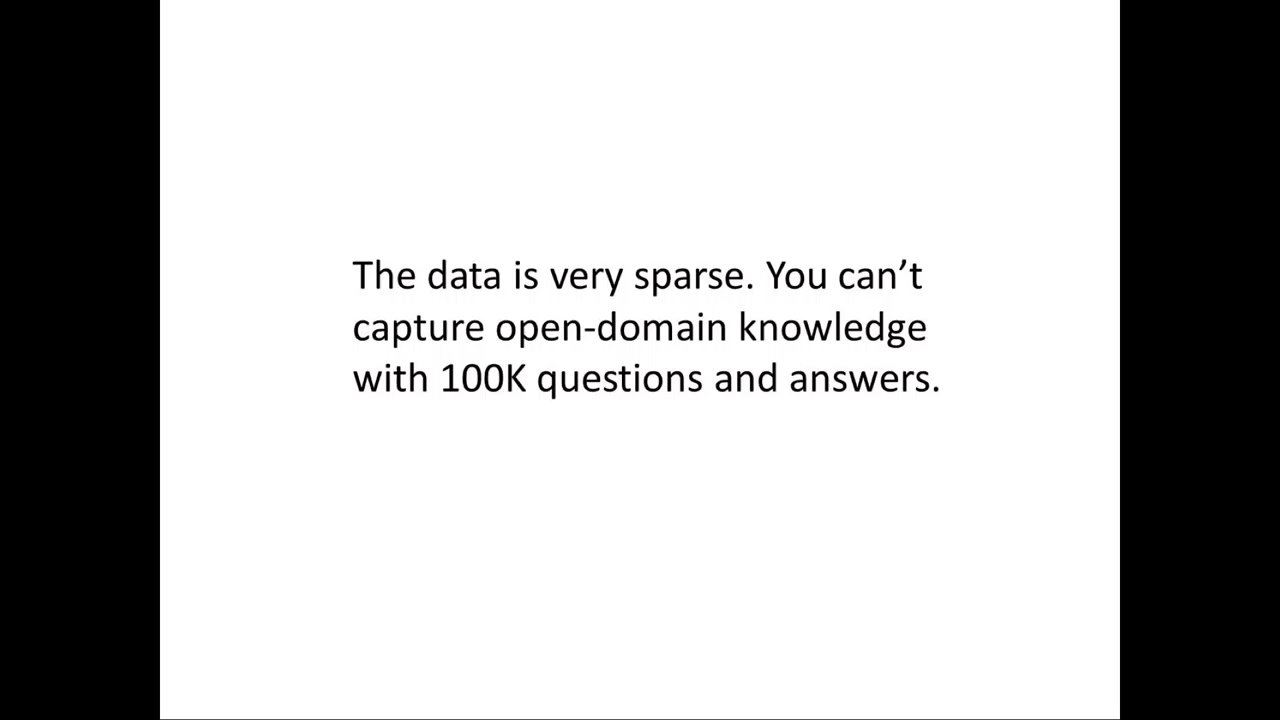 The data is very sparse. You can’t
capture open-domain knowledge
with 100K questions and answers.